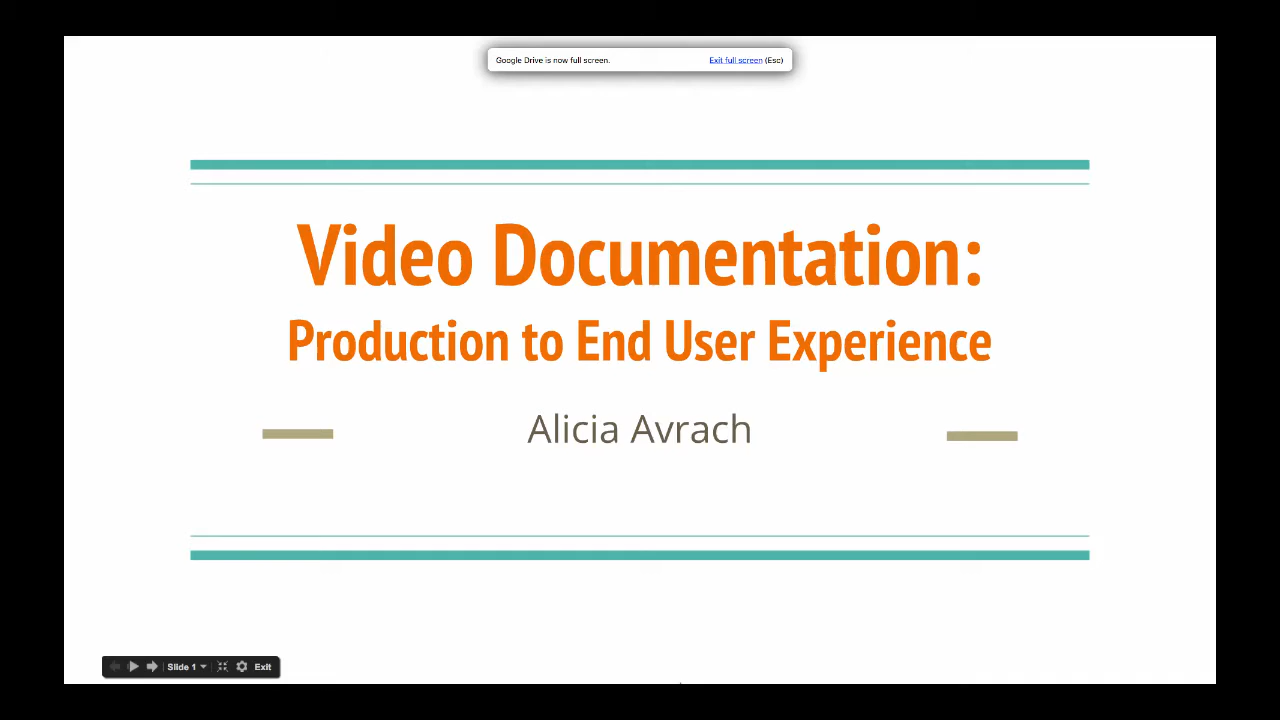 Google Drive is now full screen. Exit full screen (Esc)
Video Documentation:
Production to End User Experience
Alicia Avrach
Slide 1 Exit